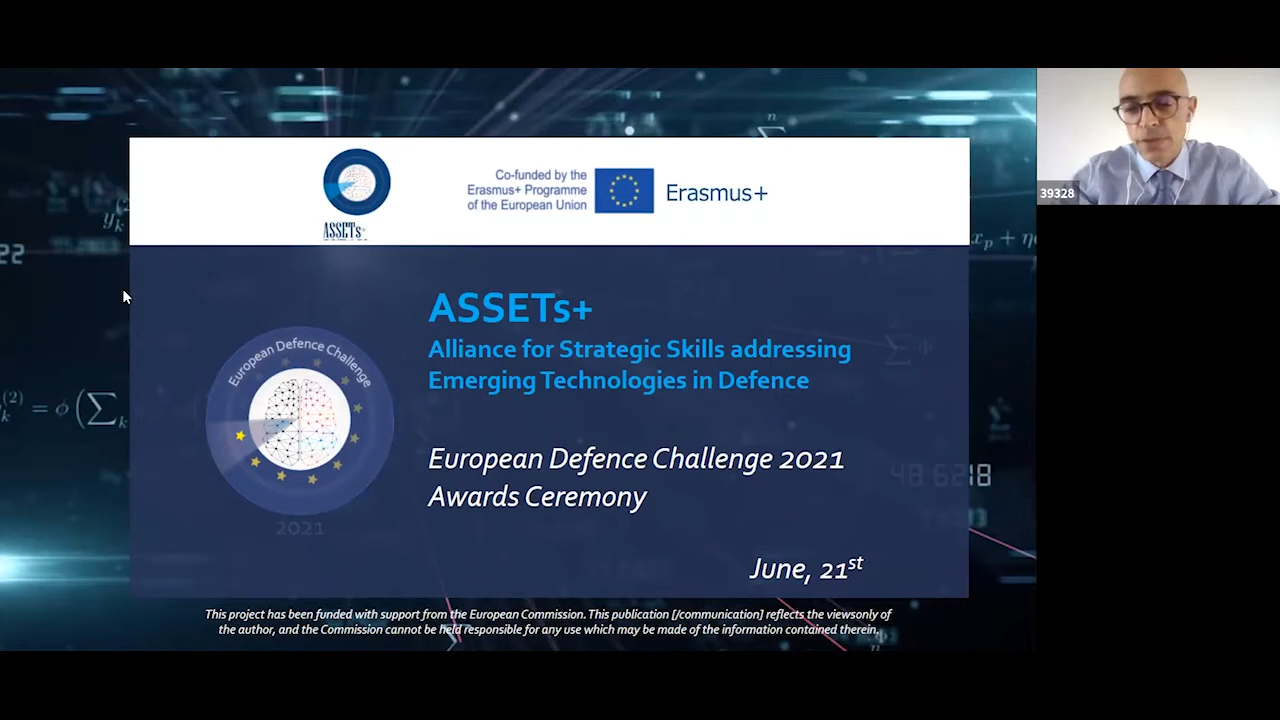 ASSETs+
Co-funded by the
Erasmus+ Programme
of the European Union
Erasmus+
39328
European Defence Challenge
2021
ASSETs+
Alliance for Strategic Skills addressing
Emerging Technologies in Defence
European Defence Challenge 2021
Awards Ceremony
June, 21st
This project has been funded with support from the European Commission. This publication [/communication] reflects the viewsonly of
the author, and the Commission cannot be held responsible for any use which may be made of the information contained therein.